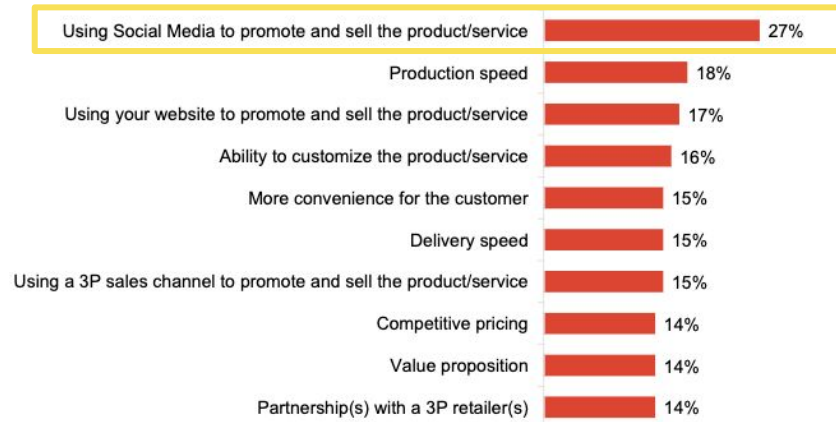 Using Social Media to promote and sell the product/service 27%
Production speed 18%
Using your website to promote and sell the product/service 17%
Ability to customize the product/service 16%
More convenience for the customer 15%
Delivery speed 15%
Using a 3P sales channel to promote and sell the product/service 15%
Competitive pricing 14%
Value proposition 14%
Partnership(s) with a 3P retailer(s) 14%